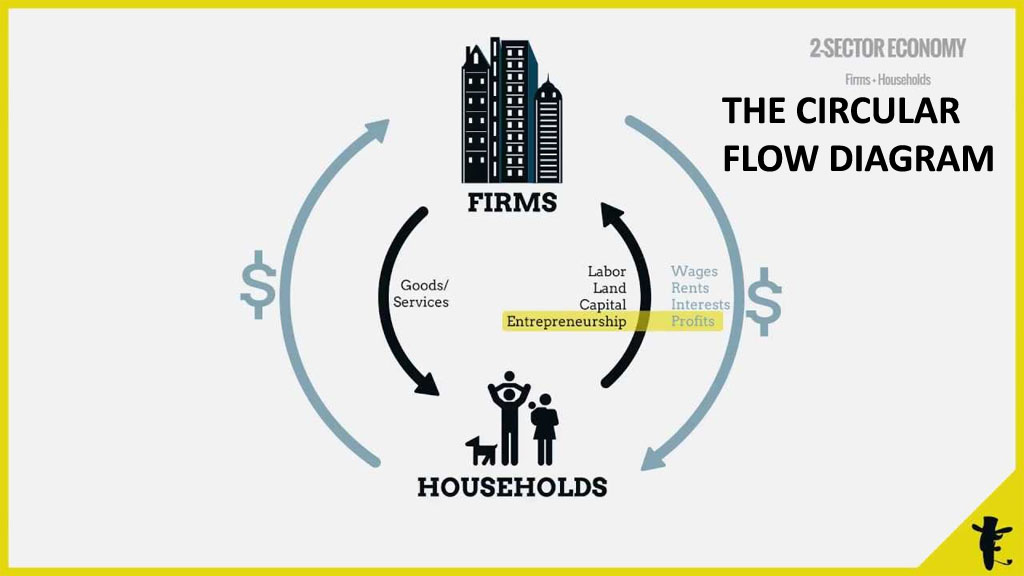 2-SECTOR ECONOMY
Firms • Households
THE CIRCULAR
FLOW DIAGRAM
FIRMS
$
Goods/
Services
Labor
Land
Capital
Entrepreneurship
Wages
Rents
Interests
Profits
$
HOUSEHOLDS